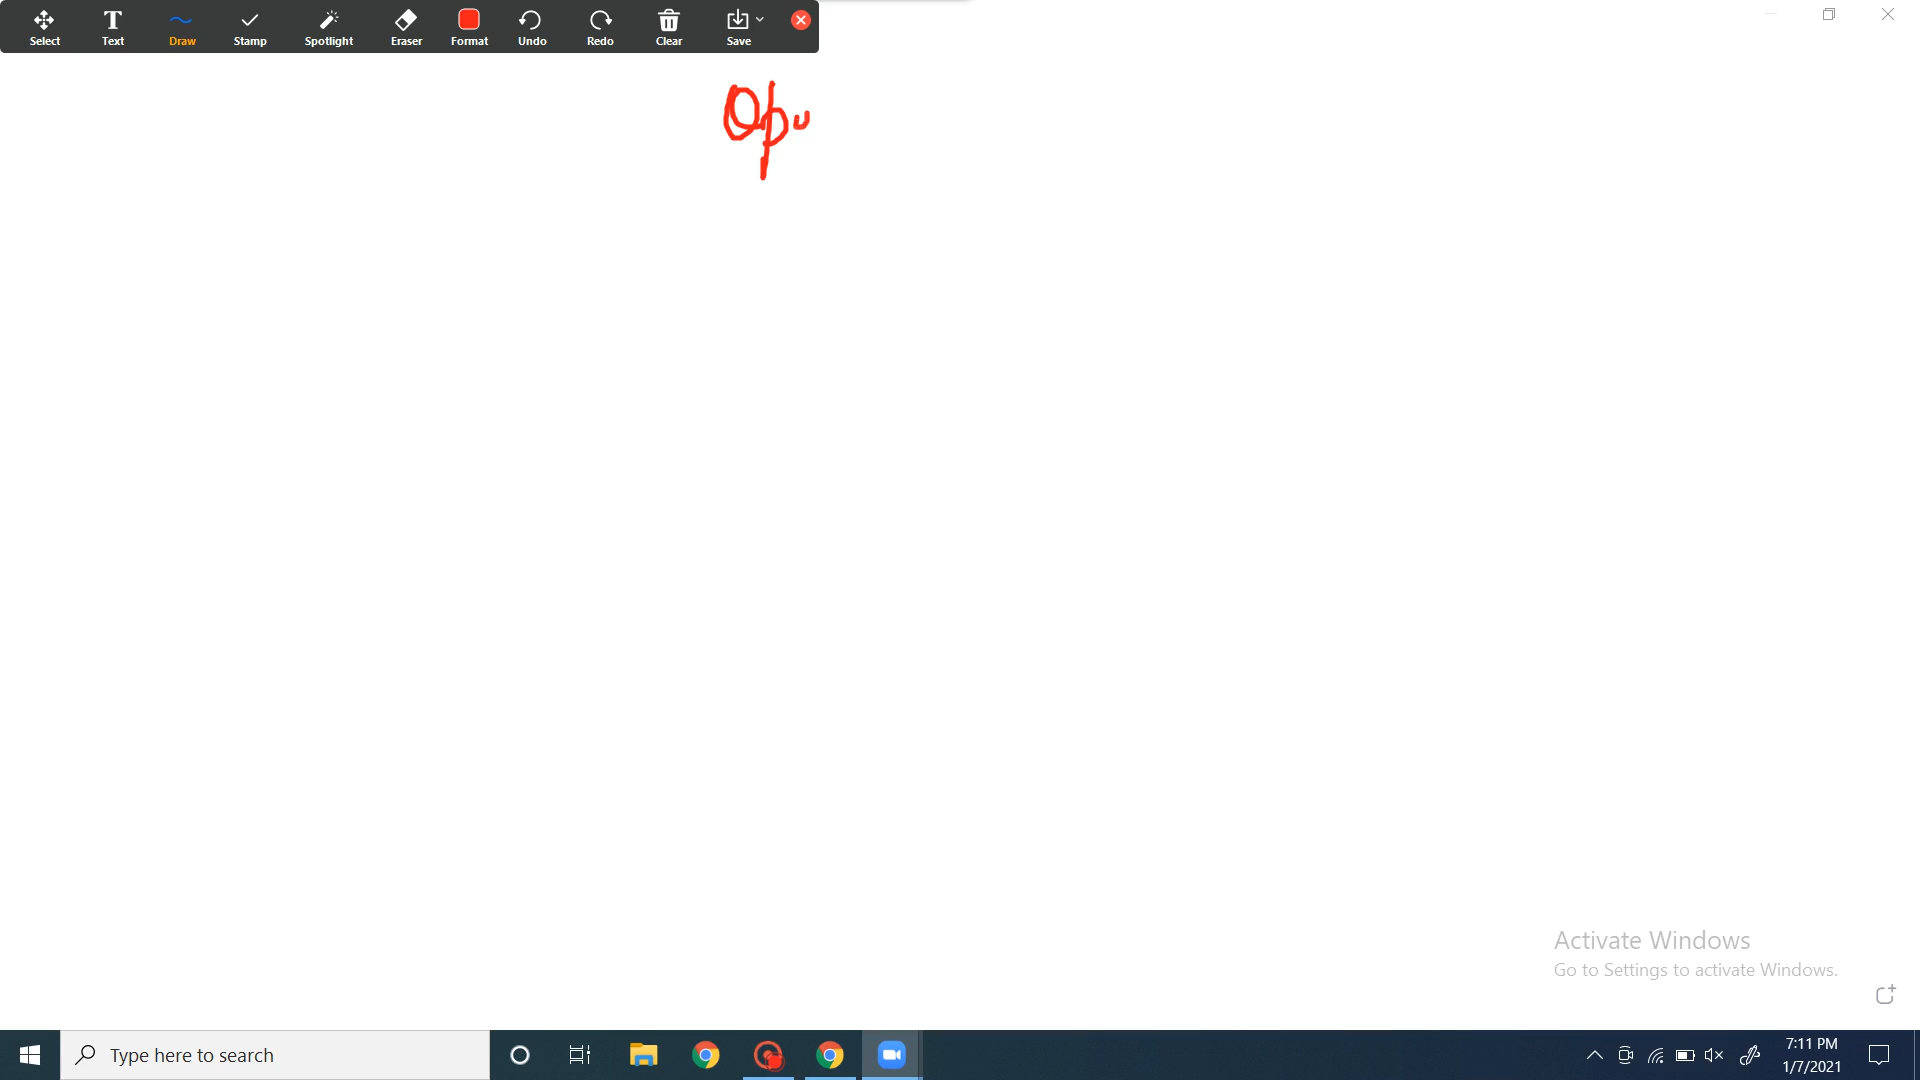 Select Text Draw Stamp Spotlight Eraser Format Undo Redo Clear Save
Activate Windows
Go to Settings to activate Windows.
Type here to search
7:11 PM
1/7/2021